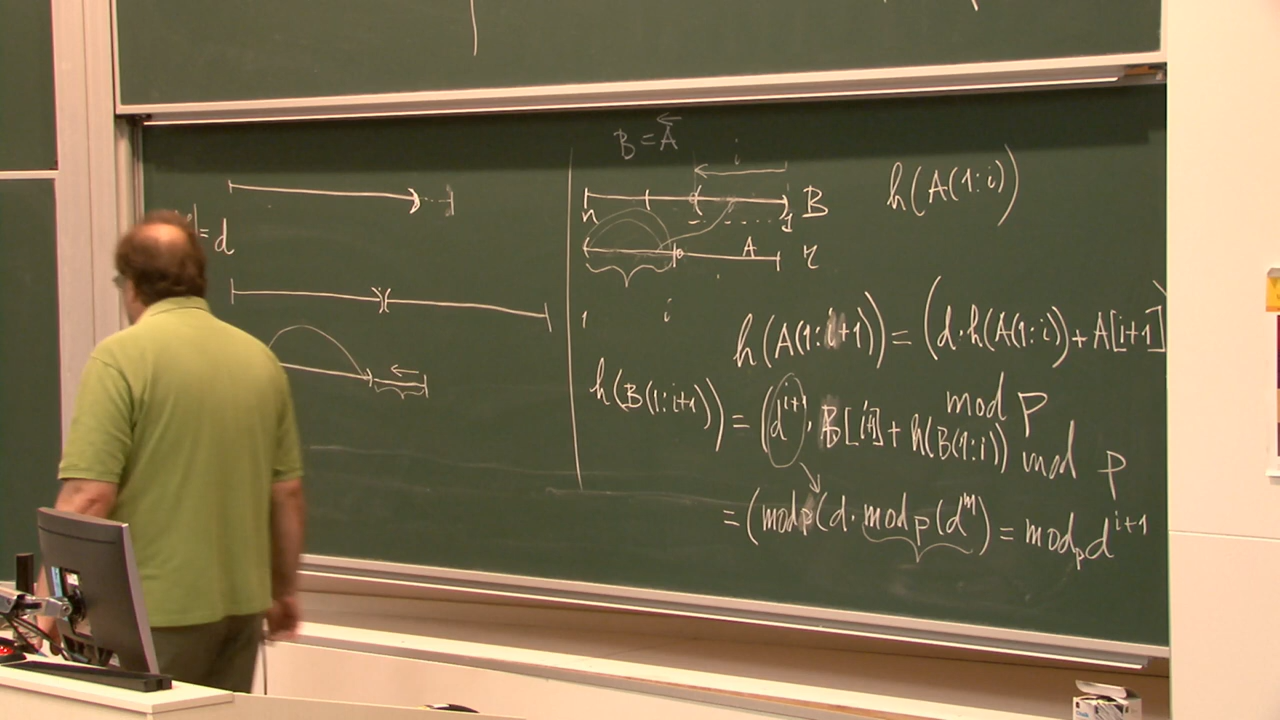 = d
B = A
i
B
n
1
A
r
h(A(1:i))
1 i
h(A(1:i+1)) = (d·h(A(1:i)) + A[i+1]
mod p
h(B(1:i+1)) = (d^{i+1} · B[i+1] + h(B(1:i)) mod p
= (mod p(d· mod p(d^m) = mod_p d^{i+1}